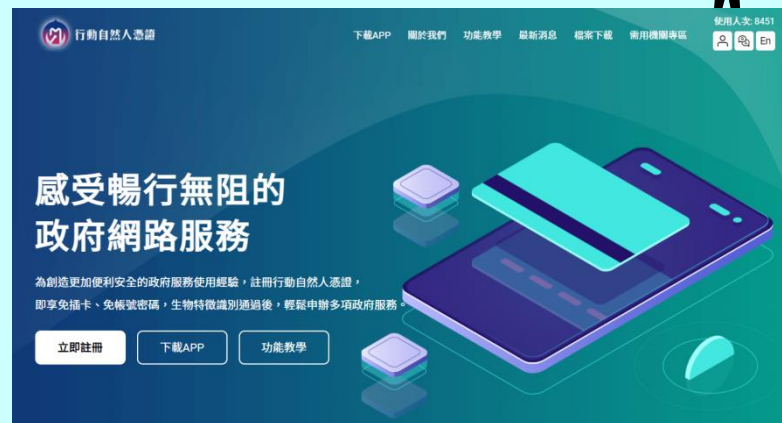 使用人次: 8451
行動自然人憑證
下載APP 關於我們 功能教學 最新消息 檔案下載 需用機關專區 En
感受暢行無阻的
政府網路服務
為創造更加便利安全的政府服務使用經驗，註冊行動自然人憑證，
即享免插卡、免帳號密碼，生物特徵識別通過後，輕鬆申辦多項政府服務。
立即註冊 下載APP 功能教學